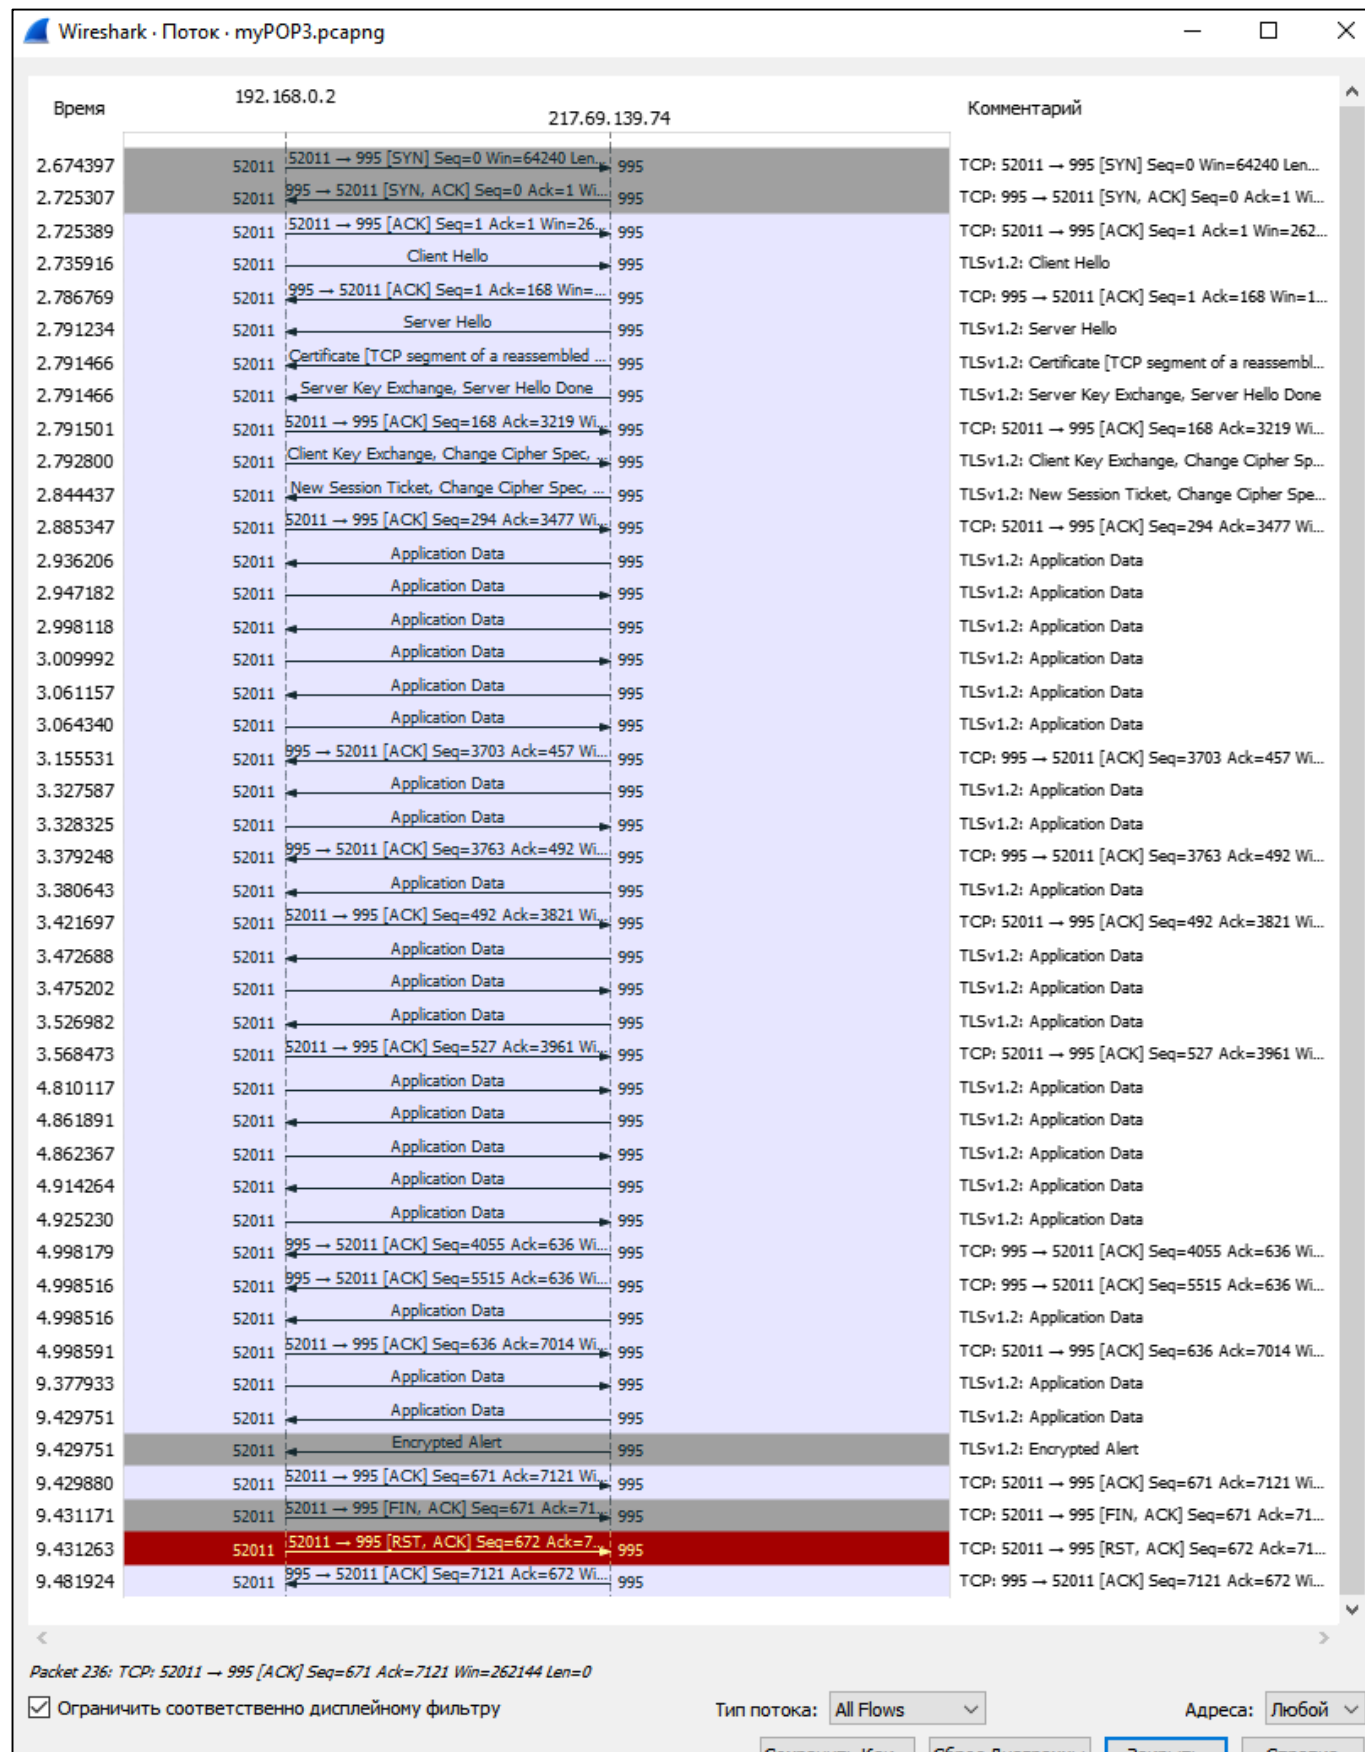 Wireshark · Поток · myPOP3.pcapng
Время 192.168.0.2 217.69.139.74 Комментарий
2.674397 52011 52011 → 995 [SYN] Seq=0 Win=64240 Len... 995 TCP: 52011 → 995 [SYN] Seq=0 Win=64240 Len...
2.725307 52011 995 → 52011 [SYN, ACK] Seq=0 Ack=1 Wi... 995 TCP: 995 → 52011 [SYN, ACK] Seq=0 Ack=1 Wi...
2.725389 52011 52011 → 995 [ACK] Seq=1 Ack=1 Win=26... 995 TCP: 52011 → 995 [ACK] Seq=1 Ack=1 Win=262...
2.735916 52011 Client Hello 995 TLSv1.2: Client Hello
2.786769 52011 995 → 52011 [ACK] Seq=1 Ack=168 Win=... 995 TCP: 995 → 52011 [ACK] Seq=1 Ack=168 Win=1...
2.791234 52011 Server Hello 995 TLSv1.2: Server Hello
2.791466 52011 Certificate [TCP segment of a reassembled ... 995 TLSv1.2: Certificate [TCP segment of a reassembl...
2.791466 52011 Server Key Exchange, Server Hello Done 995 TLSv1.2: Server Key Exchange, Server Hello Done
2.791501 52011 52011 → 995 [ACK] Seq=168 Ack=3219 Wi... 995 TCP: 52011 → 995 [ACK] Seq=168 Ack=3219 Wi...
2.792800 52011 Client Key Exchange, Change Cipher Spec, ... 995 TLSv1.2: Client Key Exchange, Change Cipher Sp...
2.844437 52011 New Session Ticket, Change Cipher Spec, ... 995 TLSv1.2: New Session Ticket, Change Cipher Spe...
2.885347 52011 52011 → 995 [ACK] Seq=294 Ack=3477 Wi... 995 TCP: 52011 → 995 [ACK] Seq=294 Ack=3477 Wi...
2.936206 52011 Application Data 995 TLSv1.2: Application Data
2.947182 52011 Application Data 995 TLSv1.2: Application Data
2.998118 52011 Application Data 995 TLSv1.2: Application Data
3.009992 52011 Application Data 995 TLSv1.2: Application Data
3.061157 52011 Application Data 995 TLSv1.2: Application Data
3.064340 52011 Application Data 995 TLSv1.2: Application Data
3.155531 52011 995 → 52011 [ACK] Seq=3703 Ack=457 Wi... 995 TCP: 995 → 52011 [ACK] Seq=3703 Ack=457 Wi...
3.327587 52011 Application Data 995 TLSv1.2: Application Data
3.328325 52011 Application Data 995 TLSv1.2: Application Data
3.379248 52011 995 → 52011 [ACK] Seq=3763 Ack=492 Wi... 995 TCP: 995 → 52011 [ACK] Seq=3763 Ack=492 Wi...
3.380643 52011 Application Data 995 TLSv1.2: Application Data
3.421697 52011 52011 → 995 [ACK] Seq=492 Ack=3821 Wi... 995 TCP: 52011 → 995 [ACK] Seq=492 Ack=3821 Wi...
3.472688 52011 Application Data 995 TLSv1.2: Application Data
3.475202 52011 Application Data 995 TLSv1.2: Application Data
3.526982 52011 Application Data 995 TLSv1.2: Application Data
3.568473 52011 52011 → 995 [ACK] Seq=527 Ack=3961 Wi... 995 TCP: 52011 → 995 [ACK] Seq=527 Ack=3961 Wi...
4.810117 52011 Application Data 995 TLSv1.2: Application Data
4.861891 52011 Application Data 995 TLSv1.2: Application Data
4.862367 52011 Application Data 995 TLSv1.2: Application Data
4.914264 52011 Application Data 995 TLSv1.2: Application Data
4.925230 52011 Application Data 995 TLSv1.2: Application Data
4.998179 52011 995 → 52011 [ACK] Seq=4055 Ack=636 Wi... 995 TCP: 995 → 52011 [ACK] Seq=4055 Ack=636 Wi...
4.998516 52011 995 → 52011 [ACK] Seq=5515 Ack=636 Wi... 995 TCP: 995 → 52011 [ACK] Seq=5515 Ack=636 Wi...
4.998516 52011 Application Data 995 TLSv1.2: Application Data
4.998591 52011 52011 → 995 [ACK] Seq=636 Ack=7014 Wi... 995 TCP: 52011 → 995 [ACK] Seq=636 Ack=7014 Wi...
9.377933 52011 Application Data 995 TLSv1.2: Application Data
9.429751 52011 Application Data 995 TLSv1.2: Application Data
9.429751 52011 Encrypted Alert 995 TLSv1.2: Encrypted Alert
9.429880 52011 52011 → 995 [ACK] Seq=671 Ack=7121 Wi... 995 TCP: 52011 → 995 [ACK] Seq=671 Ack=7121 Wi...
9.431171 52011 52011 → 995 [FIN, ACK] Seq=671 Ack=71... 995 TCP: 52011 → 995 [FIN, ACK] Seq=671 Ack=71...
9.431263 52011 52011 → 995 [RST, ACK] Seq=672 Ack=7... 995 TCP: 52011 → 995 [RST, ACK] Seq=672 Ack=71...
9.481924 52011 995 → 52011 [ACK] Seq=7121 Ack=672 Wi... 995 TCP: 995 → 52011 [ACK] Seq=7121 Ack=672 Wi...
Packet 236: TCP: 52011 → 995 [ACK] Seq=671 Ack=7121 Win=262144 Len=0
Ограничить соответственно дисплейному фильтру Тип потока: All Flows Адреса: Любой